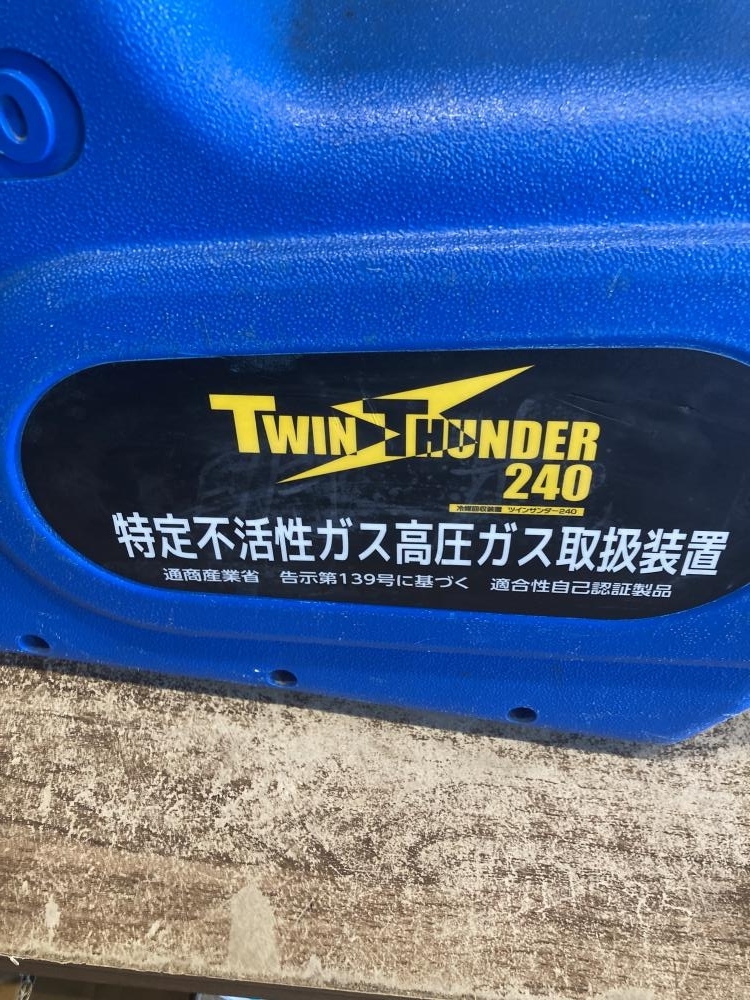 0
TWIN THUNDER
240
冷媒回収装置 ツインサンダー240
特定不活性ガス高圧ガス取扱装置
通商産業省 告示第139号に基づく 適合性自己認証製品